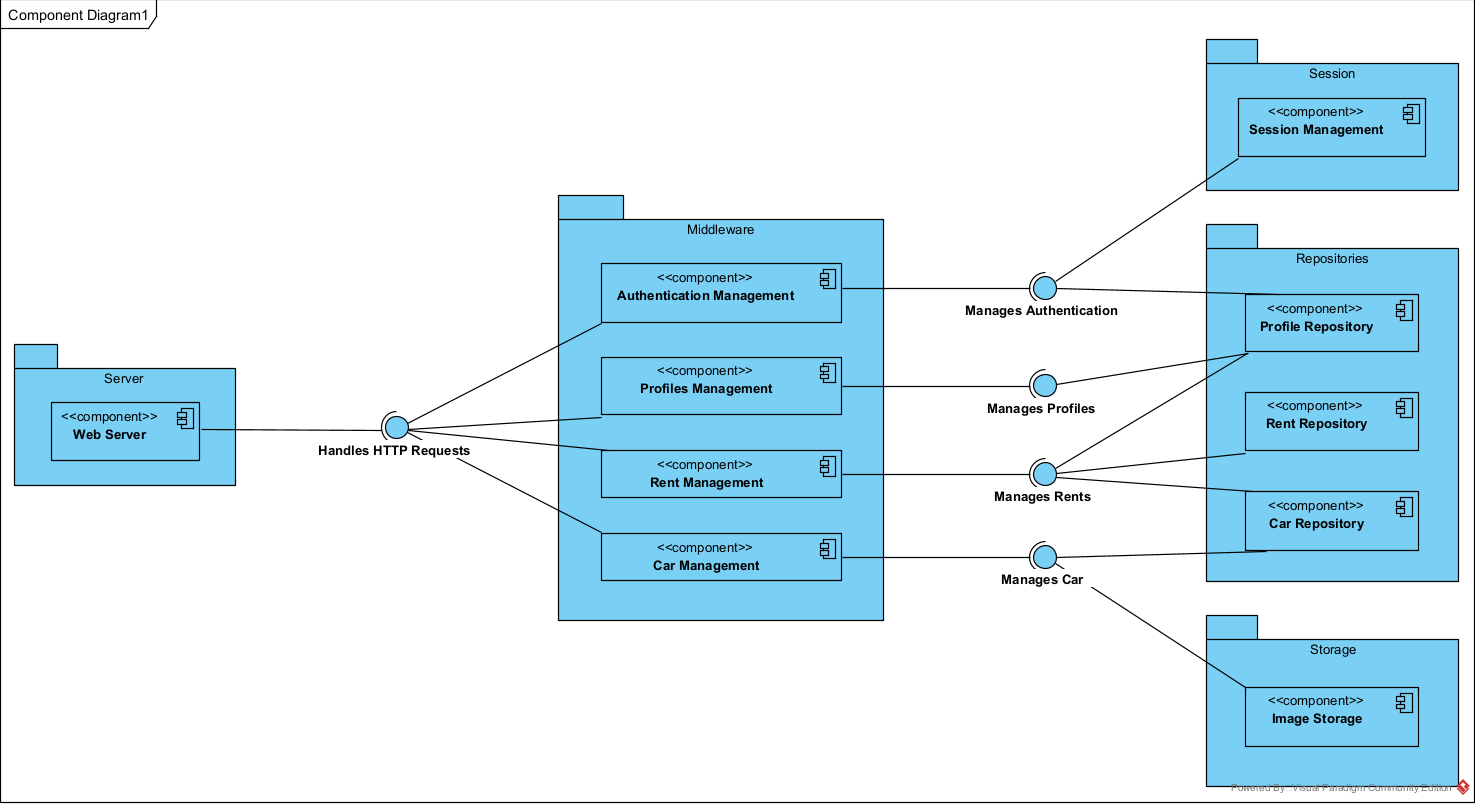 Component Diagram1
Server
<<component>>
Web Server
Handles HTTP Requests
Middleware
<<component>>
Authentication Management
<<component>>
Profiles Management
<<component>>
Rent Management
<<component>>
Car Management
Manages Authentication
Manages Profiles
Manages Rents
Manages Car
Session
<<component>>
Session Management
Repositories
<<component>>
Profile Repository
<<component>>
Rent Repository
<<component>>
Car Repository
Storage
<<component>>
Image Storage
Powered By Visual Paradigm Community Edition